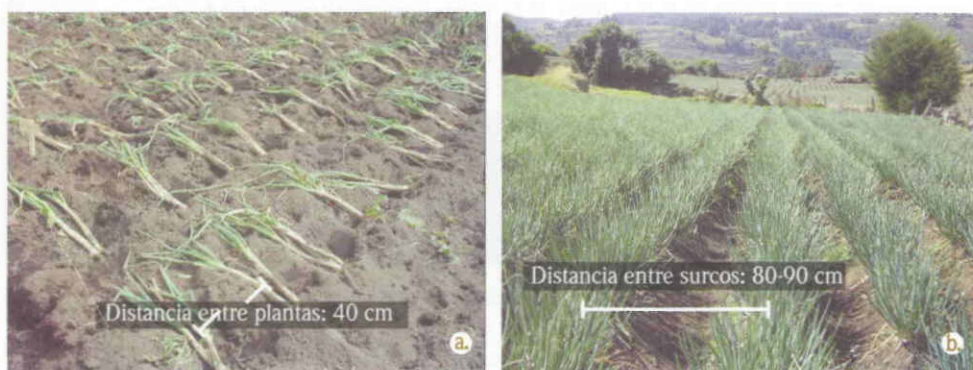 Distancia entre plantas: 40 cm
a.
Distancia entre surcos: 80-90 cm
b.